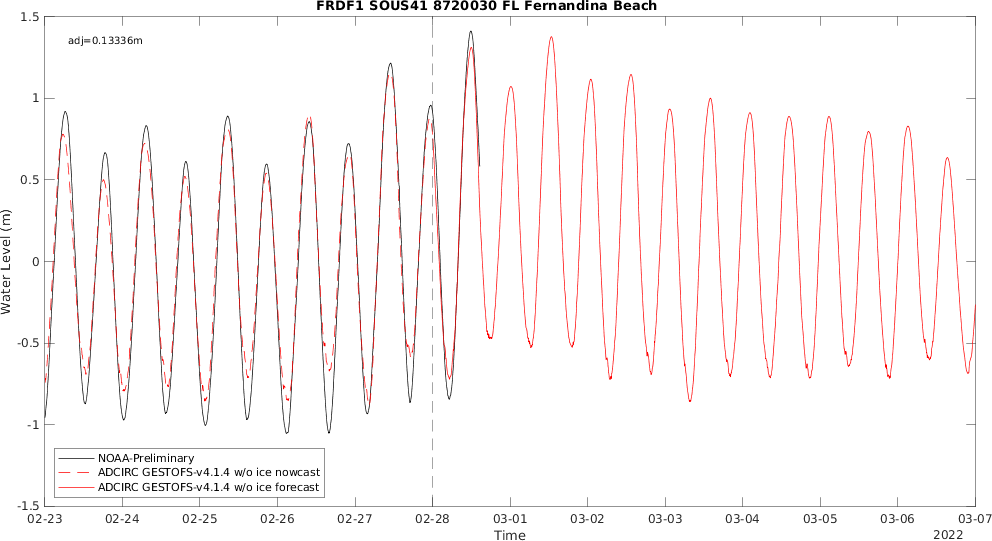 FRDF1 SOUS41 8720030 FL Fernandina Beach
1.5
adj=0.13336m
1
0.5
0
-0.5
-1
-1.5
Water Level (m)
NOAA-Preliminary
ADCIRC GESTOFS-v4.1.4 w/o ice nowcast
ADCIRC GESTOFS-v4.1.4 w/o ice forecast
02-23 02-24 02-25 02-26 02-27 02-28 03-01 03-02 03-03 03-04 03-05 03-06 03-07
Time
2022